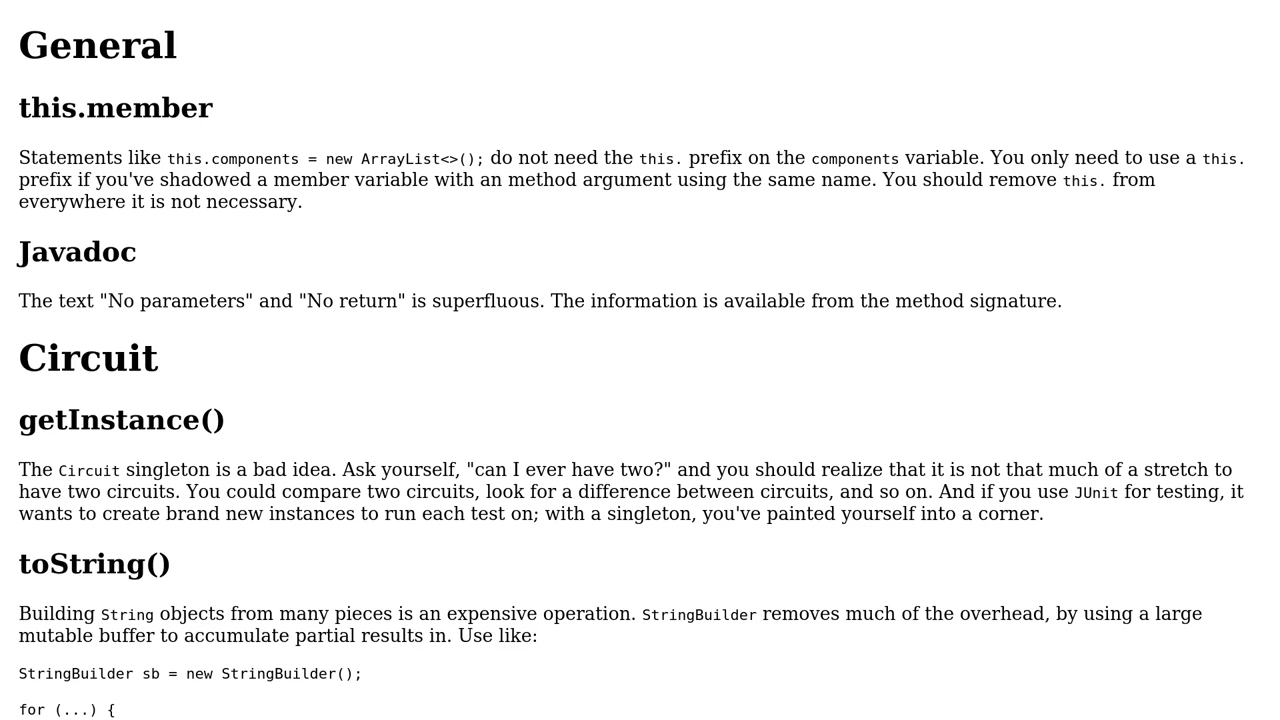 General
this.member
Statements like this.components = new ArrayList<>(); do not need the this. prefix on the components variable. You only need to use a this.
prefix if you've shadowed a member variable with an method argument using the same name. You should remove this. from
everywhere it is not necessary.
Javadoc
The text "No parameters" and "No return" is superfluous. The information is available from the method signature.
Circuit
getInstance()
The Circuit singleton is a bad idea. Ask yourself, "can I ever have two?" and you should realize that it is not that much of a stretch to
have two circuits. You could compare two circuits, look for a difference between circuits, and so on. And if you use JUnit for testing, it
wants to create brand new instances to run each test on; with a singleton, you've painted yourself into a corner.
toString()
Building String objects from many pieces is an expensive operation. StringBuilder removes much of the overhead, by using a large
mutable buffer to accumulate partial results in. Use like:
StringBuilder sb = new StringBuilder();
for (...) {